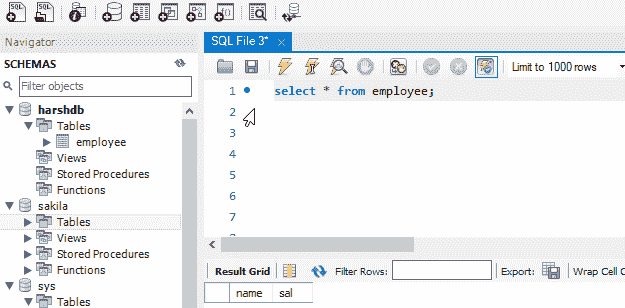 SQL
SQL
Navigator
SQL File 3*
SCHEMAS
Filter objects
Limit to 1000 rows
harshdb
Tables
employee
Views
Stored Procedures
Functions
sakila
Tables
Views
Stored Procedures
Functions
sys
Tables
1 select * from employee;
2
3
4
5
6
7
Result Grid Filter Rows: Export: Wrap Cell C
name sal